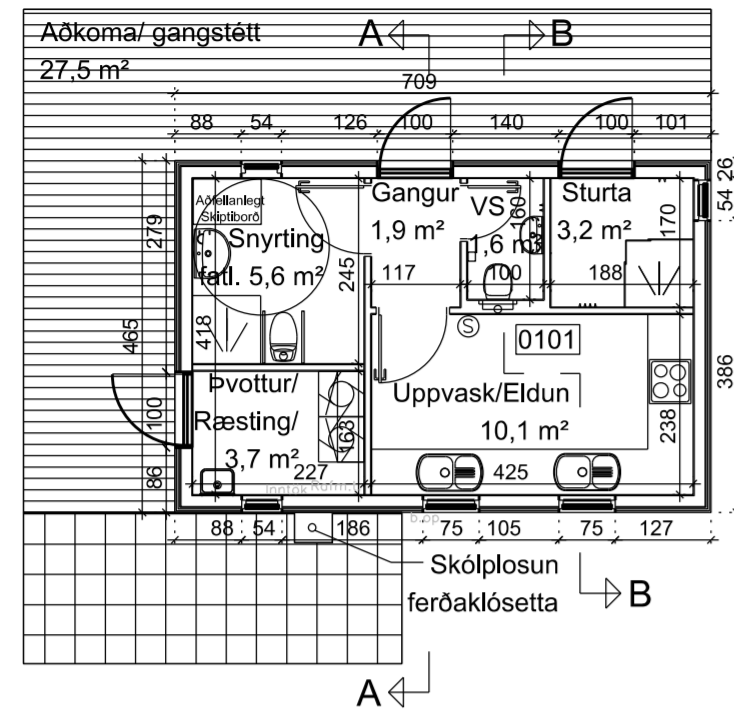 Aðkoma/ gangstétt
27,5 m²
A
B
709
88 54 126 100 140 100 101
26
54
279
465
100
86
386
Aðfellanlegt
Skiptiborð
Snyrting
fatl. 5,6 m²
245
418
Gangur
1,9 m²
117
VS
1,6 m²
160
100
Sturta
3,2 m²
170
188
S
0101
Uppvask/Eldun
10,1 m²
238
425
Þvottur/
Ræsting/
3,7 m²
163
227
Inntök
b.op
88 54 186 75 105 75 127
Skólplosun
ferðaklósetta
B
A